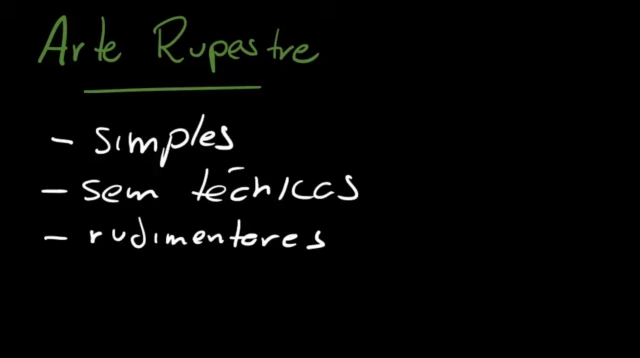 Arte Rupestre
- simples
- sem técnicas
- rudimentares